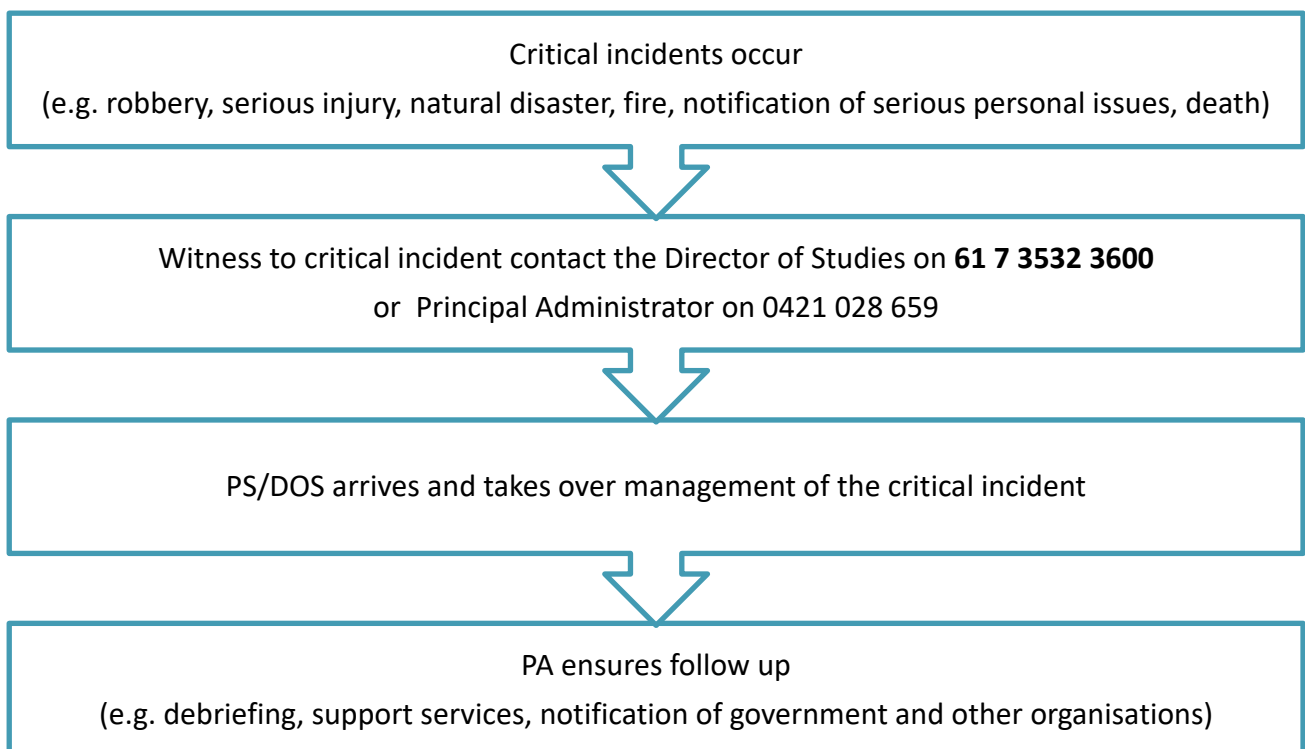 Critical incidents occur
(e.g. robbery, serious injury, natural disaster, fire, notification of serious personal issues, death)
Witness to critical incident contact the Director of Studies on 61 7 3532 3600
or  Principal Administrator on 0421 028 659
PS/DOS arrives and takes over management of the critical incident
PA ensures follow up
(e.g. debriefing, support services, notification of government and other organisations)